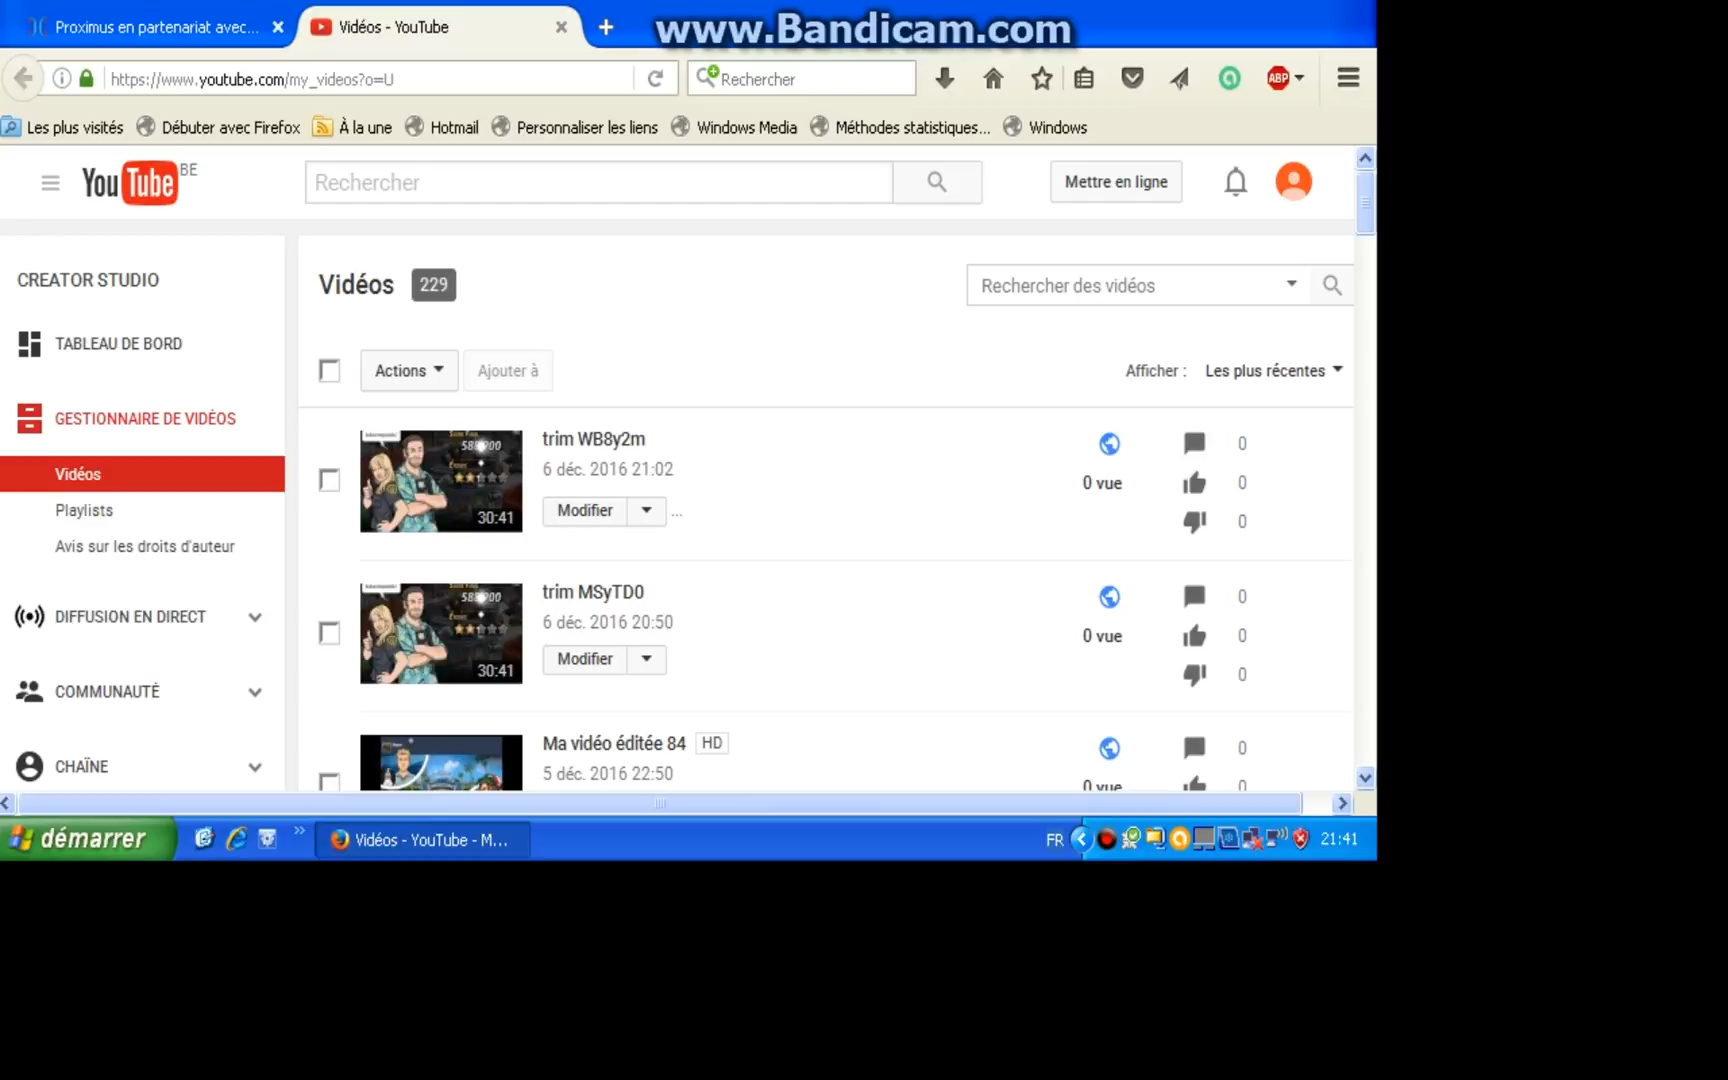 Proximus en partenariat avec...
Vidéos - YouTube
www.Bandicam.com
https://www.youtube.com/my_videos?o=U
Rechercher
ABP
Les plus visités
Débuter avec Firefox
À la une
Hotmail
Personnaliser les liens
Windows Media
Méthodes statistiques...
Windows
YouTube BE
Rechercher
Mettre en ligne
CREATOR STUDIO
TABLEAU DE BORD
GESTIONNAIRE DE VIDÉOS
Vidéos
Playlists
Avis sur les droits d'auteur
DIFFUSION EN DIRECT
COMMUNAUTÉ
CHAÎNE
Vidéos 229
Rechercher des vidéos
Actions
Ajouter à
Afficher : Les plus récentes
30:41
trim WB8y2m
6 déc. 2016 21:02
Modifier
...
0 vue
0
0
0
30:41
trim MSyTD0
6 déc. 2016 20:50
Modifier
0 vue
0
0
0
Ma vidéo éditée 84 HD
5 déc. 2016 22:50
0 vue
0
0
démarrer
»
Vidéos - YouTube - M...
FR
21:41